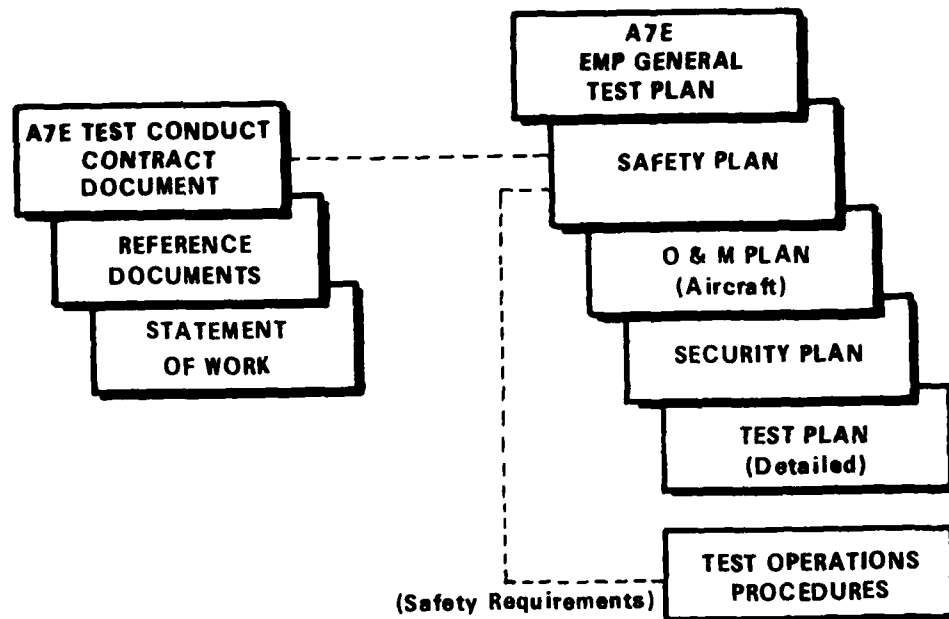 A7E TEST CONDUCT
CONTRACT
DOCUMENT
REFERENCE
DOCUMENTS
STATEMENT
OF WORK
A7E
EMP GENERAL
TEST PLAN
SAFETY PLAN
O & M PLAN
(Aircraft)
SECURITY PLAN
TEST PLAN
(Detailed)
TEST OPERATIONS
PROCEDURES
(Safety Requirements)